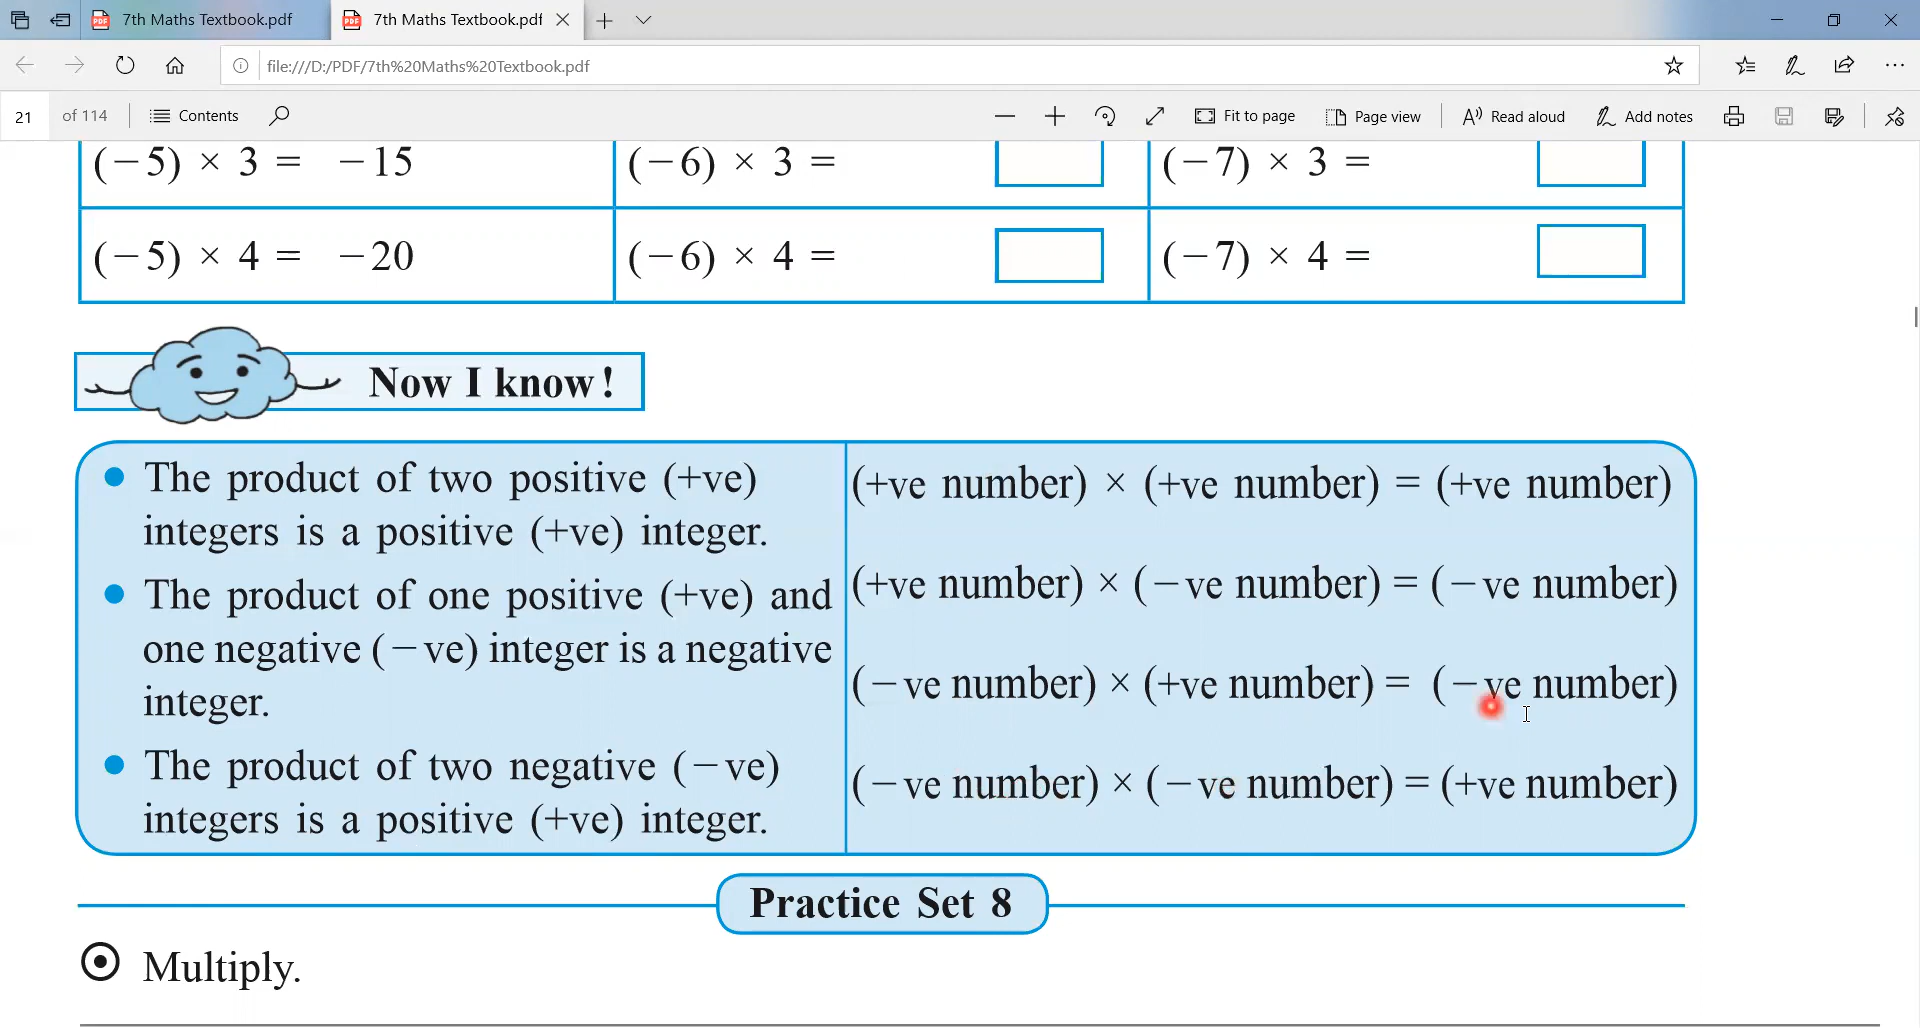 7th Maths Textbook.pdf
7th Maths Textbook.pdf
file:///D:/PDF/7th%20Maths%20Textbook.pdf
21 of 114 Contents Fit to page Page view Read aloud Add notes
(−5) × 3 = −15 (−6) × 3 = (−7) × 3 =
(−5) × 4 = −20 (−6) × 4 = (−7) × 4 =
Now I know!
• The product of two positive (+ve)
integers is a positive (+ve) integer.
• The product of one positive (+ve) and
one negative (−ve) integer is a negative
integer.
• The product of two negative (−ve)
integers is a positive (+ve) integer.
(+ve number) × (+ve number) = (+ve number)
(+ve number) × (−ve number) = (−ve number)
(−ve number) × (+ve number) = (−ve number)
(−ve number) × (−ve number) = (+ve number)
Practice Set 8
Multiply.